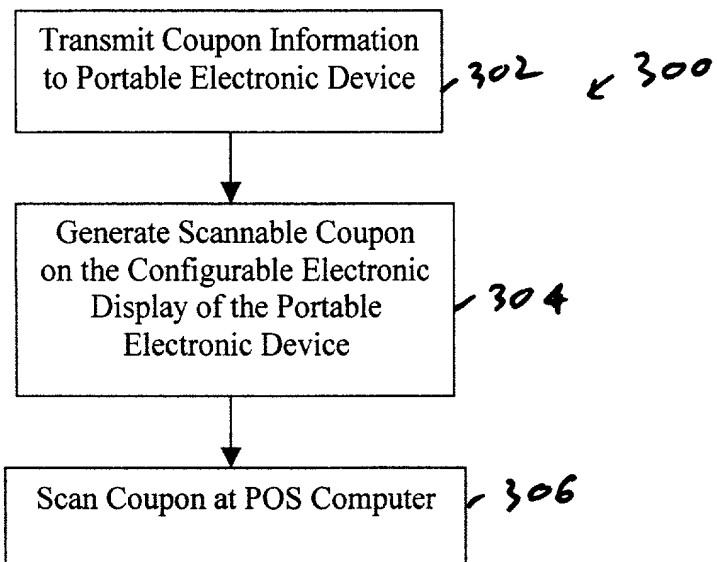 Transmit Coupon Information
to Portable Electronic Device
302
300
Generate Scannable Coupon
on the Configurable Electronic
Display of the Portable
Electronic Device
304
Scan Coupon at POS Computer
306